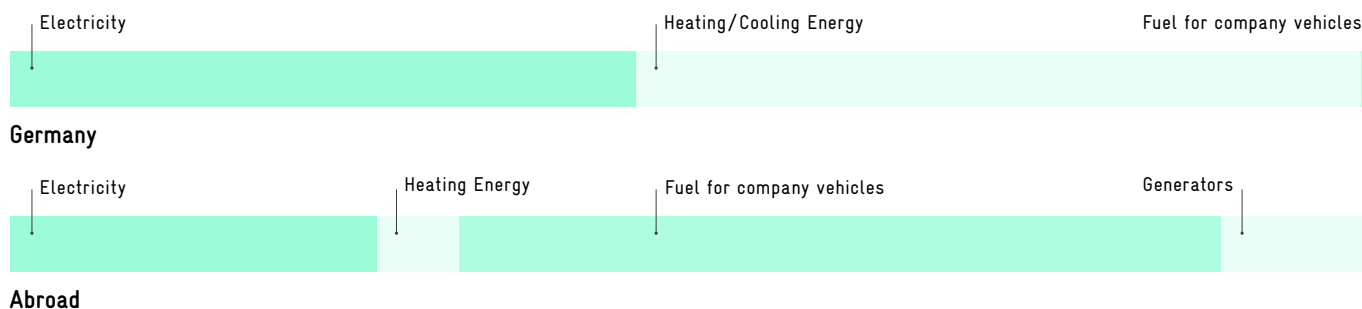 Electricity
Heating/Cooling Energy
Fuel for company vehicles
Germany
Electricity
Heating Energy
Fuel for company vehicles
Generators
Abroad